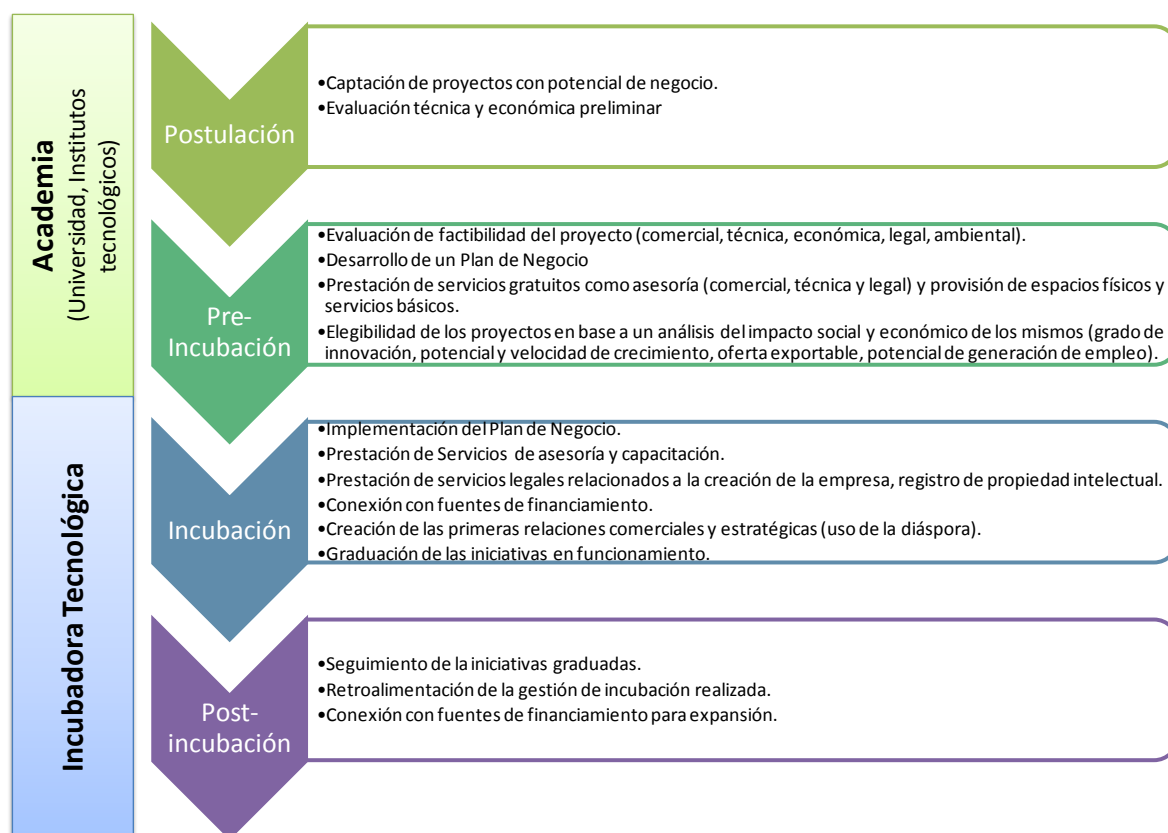 Academia
(Universidad, Institutos
tecnológicos)
Postulación
•Captación de proyectos con potencial de negocio.
•Evaluación técnica y económica preliminar
Pre-
Incubación
•Evaluación de factibilidad del proyecto (comercial, técnica, económica, legal, ambiental).
•Desarrollo de un Plan de Negocio
•Prestación de servicios gratuitos como asesoría (comercial, técnica y legal) y provisión de espacios físicos y
servicios básicos.
•Elegibilidad de los proyectos en base a un análisis del impacto social y económico de los mismos (grado de
innovación, potencial y velocidad de crecimiento, oferta exportable, potencial de generación de empleo).
Incubadora Tecnológica
Incubación
•Implementación del Plan de Negocio.
•Prestación de Servicios de asesoría y capacitación.
•Prestación de servicios legales relacionados a la creación de la empresa, registro de propiedad intelectual.
•Conexión con fuentes de financiamiento.
•Creación de las primeras relaciones comerciales y estratégicas (uso de la diáspora).
•Graduación de las iniciativas en funcionamiento.
Post-
incubación
•Seguimiento de la iniciativas graduadas.
•Retroalimentación de la gestión de incubación realizada.
•Conexión con fuentes de financiamiento para expansión.